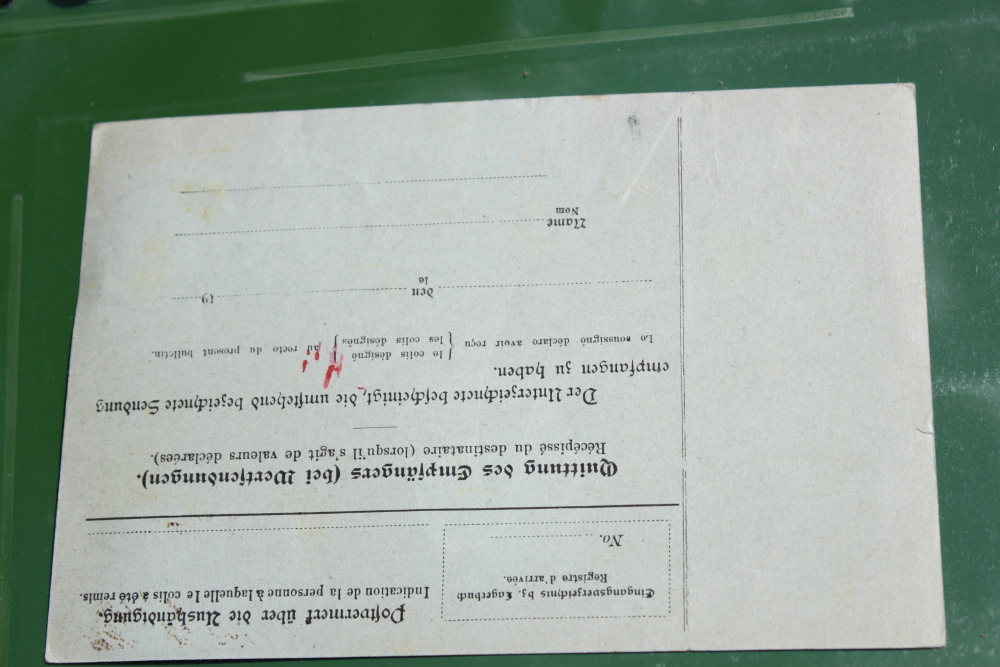 Eingangsverzeichnis bz. Lagerbuch
Registre d'arrivée.
No.
Postvermerk über die Aushändigung.
Indication de la personne à laquelle le colis a été remis.
Quittung des Empfängers (bei Wertsendungen).
Récépissé du destinataire (lorsqu'il s'agit de valeurs déclarées).
Der Unterzeichnete bescheinigt, die umstehend bezeichnete Sendung
empfangen zu haben.
Le soussigné déclare avoir reçu { le colis désigné / les colis désignés } au recto du présent bulletin.
den 19
le
Name
Nom